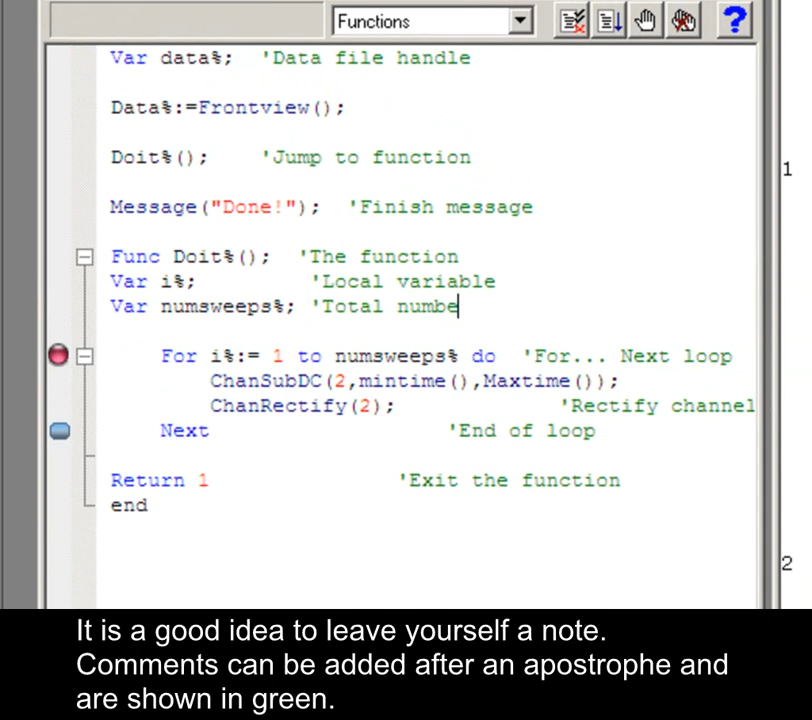 Functions
Var data%;  'Data file handle
Data%:=Frontview();
Doit%();    'Jump to function
Message("Done!");  'Finish message
Func Doit%();  'The function
Var i%;         'Local variable
Var numsweeps%; 'Total numbe
For i%:= 1 to numsweeps% do  'For... Next loop
ChanSubDC(2,mintime(),Maxtime());
ChanRectify(2);             'Rectify channel
Next                   'End of loop
Return 1               'Exit the function
end
1
2
It is a good idea to leave yourself a note.
Comments can be added after an apostrophe and
are shown in green.